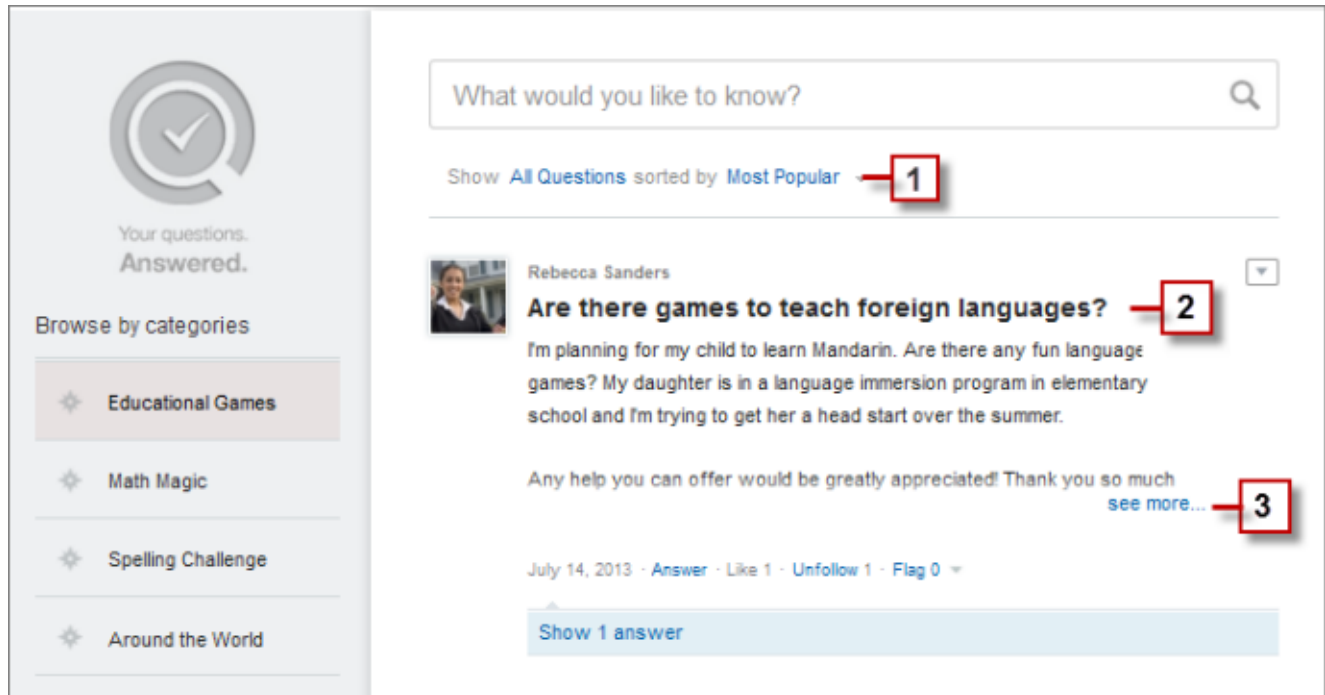 Your questions.
Answered.
Browse by categories
Educational Games
Math Magic
Spelling Challenge
Around the World
What would you like to know?
Show All Questions sorted by Most Popular
1
Rebecca Sanders
Are there games to teach foreign languages?
2
I'm planning for my child to learn Mandarin. Are there any fun language
games? My daughter is in a language immersion program in elementary
school and I'm trying to get her a head start over the summer.
Any help you can offer would be greatly appreciated! Thank you so much
see more...
3
July 14, 2013 · Answer · Like 1 · Unfollow 1 · Flag 0
Show 1 answer